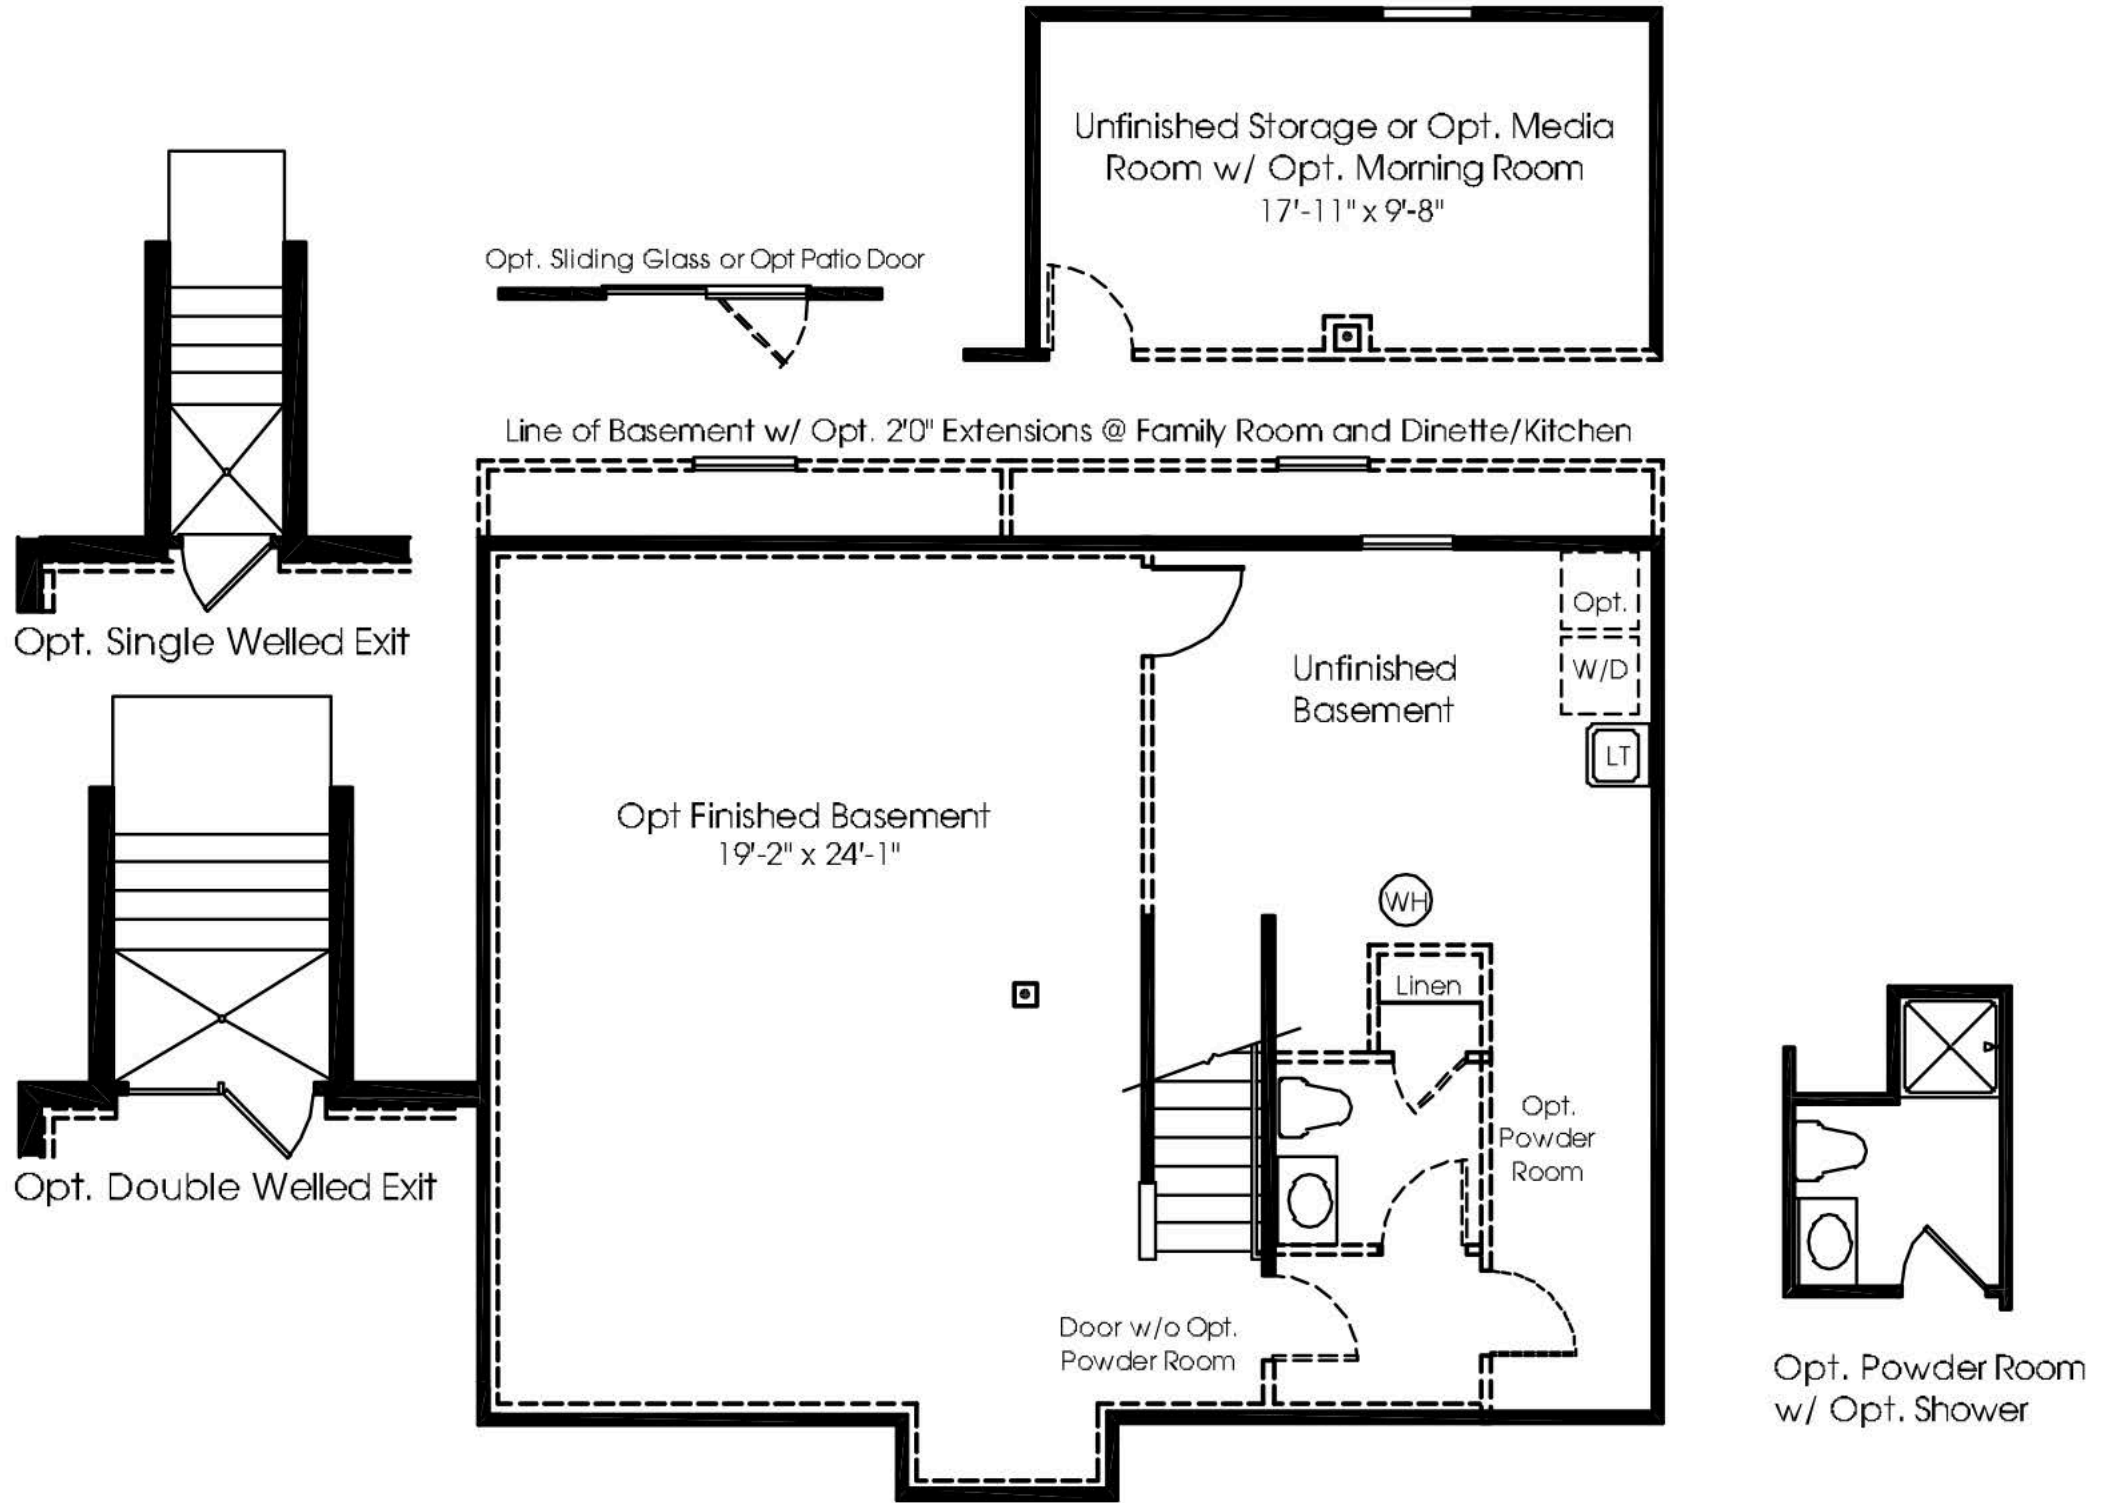 Unfinished Storage or Opt. Media
Room w/ Opt. Morning Room
17'-11" x 9'-8"
Opt. Sliding Glass or Opt Patio Door
Line of Basement w/ Opt. 2'0" Extensions @ Family Room and Dinette/Kitchen
Opt. Single Welled Exit
Opt.
W/D
Unfinished
Basement
LT
Opt Finished Basement
19'-2" x 24'-1"
WH
Linen
Opt.
Powder
Room
Opt. Double Welled Exit
Door w/o Opt.
Powder Room
Opt. Powder Room
w/ Opt. Shower